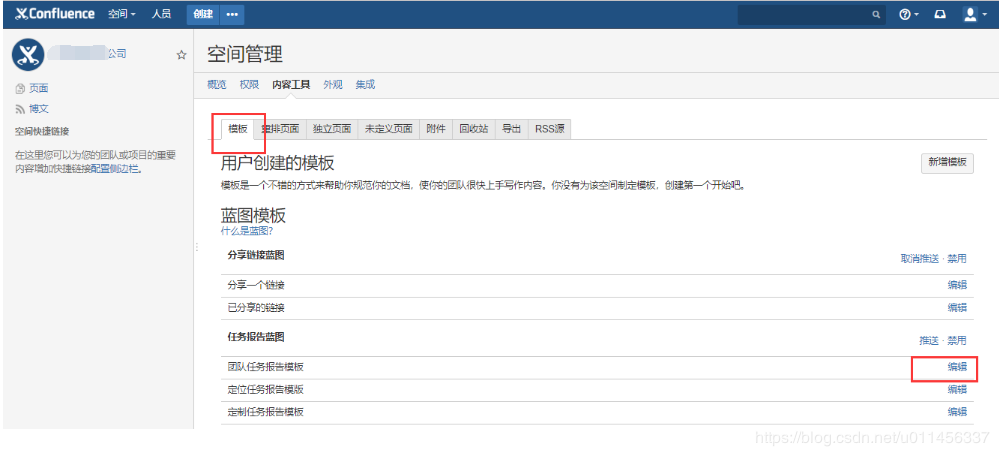 Confluence 空间 人员 创建
公司
页面
博文
空间快捷链接
在这里您可以为您的团队或项目的重要
内容增加快捷链接配置侧边栏。
空间管理
概览 权限 内容工具 外观 集成
模板 重排页面 独立页面 未定义页面 附件 回收站 导出 RSS源
用户创建的模板 新增模板
模板是一个不错的方式来帮助你规范你的文档，使你的团队很快上手写作内容。你没有为该空间制定模板，创建第一个开始吧。
蓝图模板
什么是蓝图?
分享链接蓝图 取消推送 · 禁用
分享一个链接 编辑
已分享的链接 编辑
任务报告蓝图 推送 · 禁用
团队任务报告模板 编辑
定位任务报告模版 编辑
定制任务报告模板 编辑
https://blog.csdn.net/u011456337